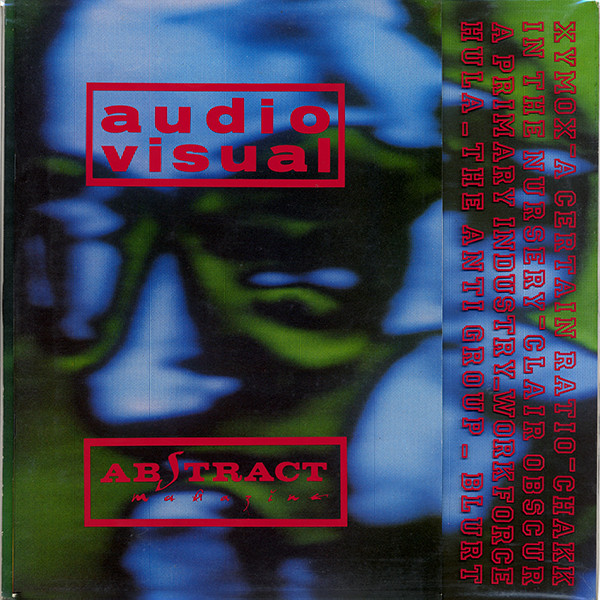 audio
visual
ABSTRACT
magazine
XYMOX-A CERTAIN RATIO-CHAKK
IN THE NURSERY-CLAIR OBSCUR
A PRIMARY INDUSTRY-WORKFORCE
HULA - THE ANTI GROUP - BLURT